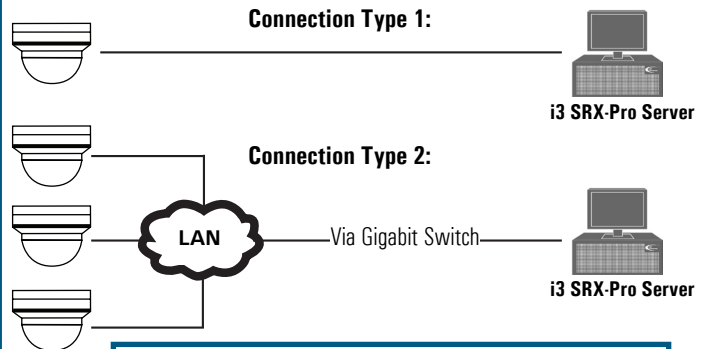 Connection Type 1:
i3 SRX-Pro Server
Connection Type 2:
LAN
Via Gigabit Switch
i3 SRX-Pro Server